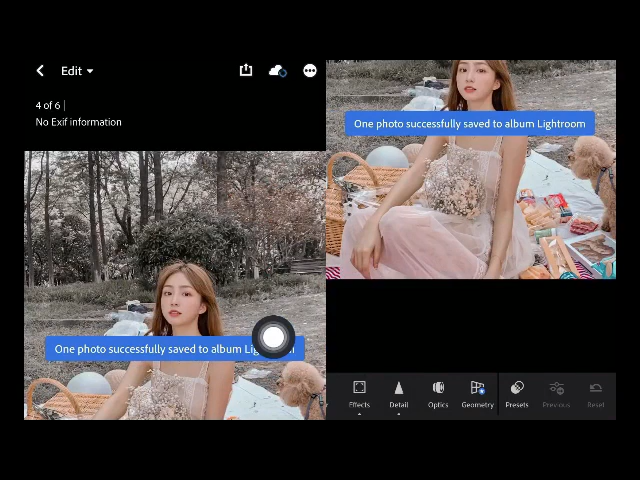 Edit
4 of 6
No Exif information
One photo successfully saved to album Lightroom
One photo successfully saved to album
Effects
Detail
Optics
Geometry
Presets
Previous
Reset